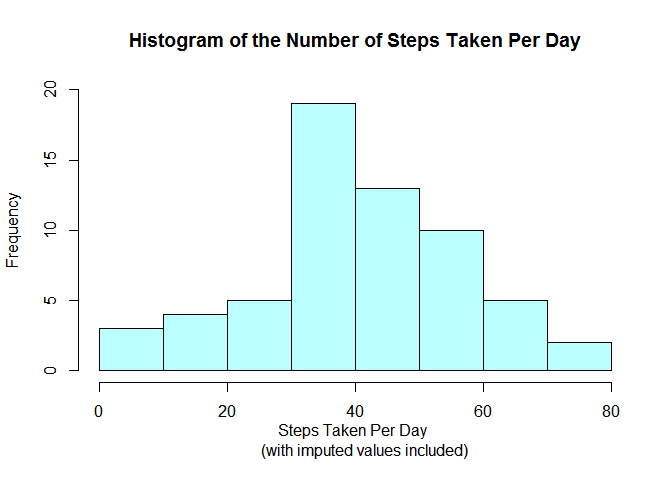 Histogram of the Number of Steps Taken Per Day
Frequency
20
15
10
5
0
0 20 40 60 80
Steps Taken Per Day
(with imputed values included)